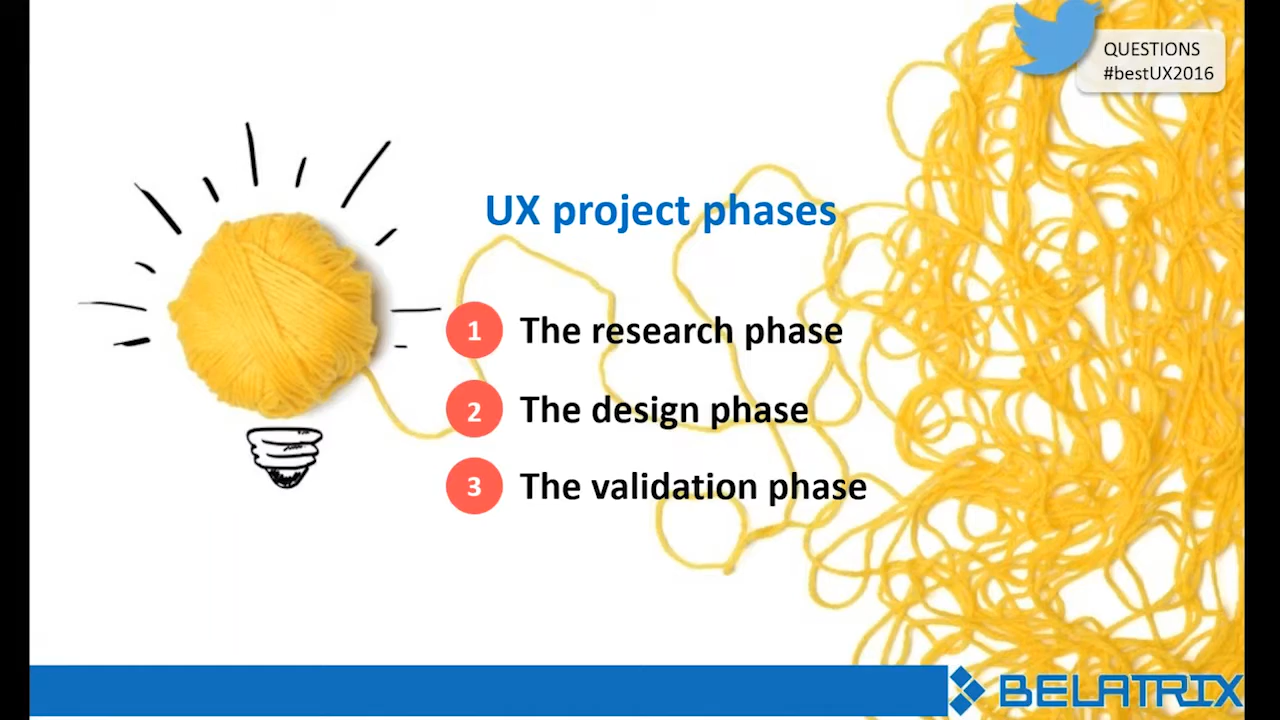 QUESTIONS
#bestUX2016
UX project phases
1 The research phase
2 The design phase
3 The validation phase
BELATRIX